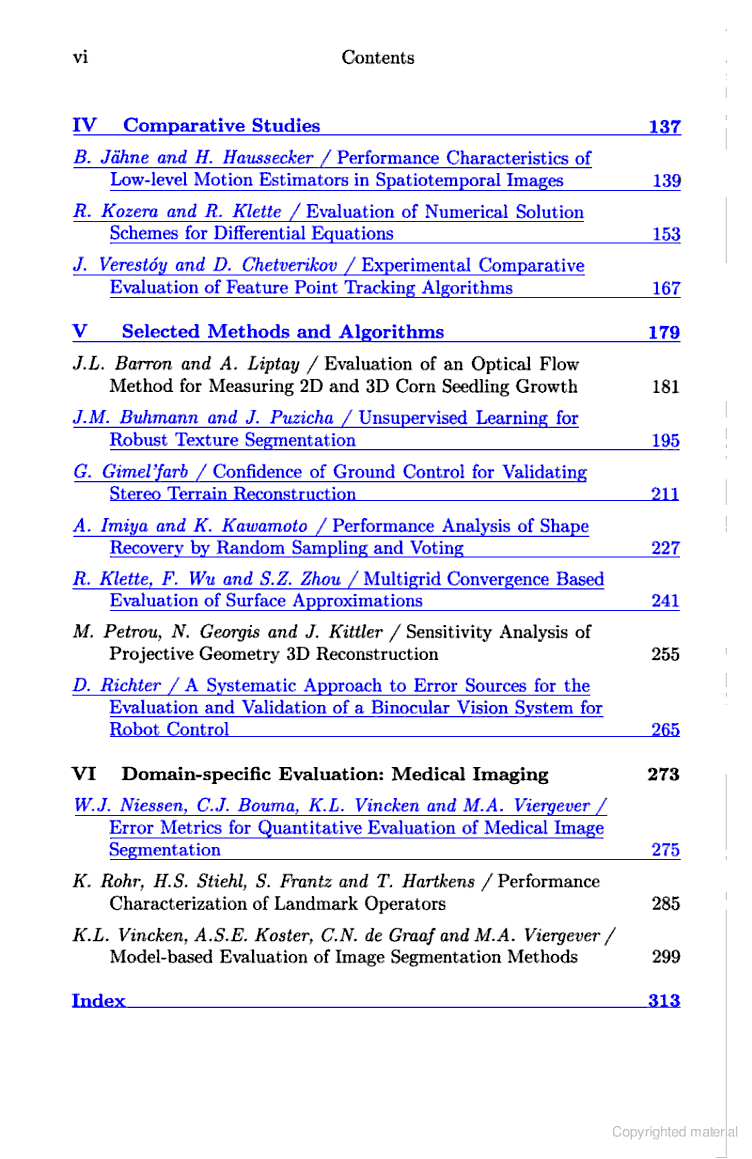 vi Contents
IV Comparative Studies 137
B. Jähne and H. Haussecker / Performance Characteristics of
Low-level Motion Estimators in Spatiotemporal Images 139
R. Kozera and R. Klette / Evaluation of Numerical Solution
Schemes for Differential Equations 153
J. Verestóy and D. Chetverikov / Experimental Comparative
Evaluation of Feature Point Tracking Algorithms 167
V Selected Methods and Algorithms 179
J.L. Barron and A. Liptay / Evaluation of an Optical Flow
Method for Measuring 2D and 3D Corn Seedling Growth 181
J.M. Buhmann and J. Puzicha / Unsupervised Learning for
Robust Texture Segmentation 195
G. Gimel'farb / Confidence of Ground Control for Validating
Stereo Terrain Reconstruction 211
A. Imiya and K. Kawamoto / Performance Analysis of Shape
Recovery by Random Sampling and Voting 227
R. Klette, F. Wu and S.Z. Zhou / Multigrid Convergence Based
Evaluation of Surface Approximations 241
M. Petrou, N. Georgis and J. Kittler / Sensitivity Analysis of
Projective Geometry 3D Reconstruction 255
D. Richter / A Systematic Approach to Error Sources for the
Evaluation and Validation of a Binocular Vision System for
Robot Control 265
VI Domain-specific Evaluation: Medical Imaging 273
W.J. Niessen, C.J. Bouma, K.L. Vincken and M.A. Viergever /
Error Metrics for Quantitative Evaluation of Medical Image
Segmentation 275
K. Rohr, H.S. Stiehl, S. Frantz and T. Hartkens / Performance
Characterization of Landmark Operators 285
K.L. Vincken, A.S.E. Koster, C.N. de Graaf and M.A. Viergever /
Model-based Evaluation of Image Segmentation Methods 299
Index 313
Copyrighted material